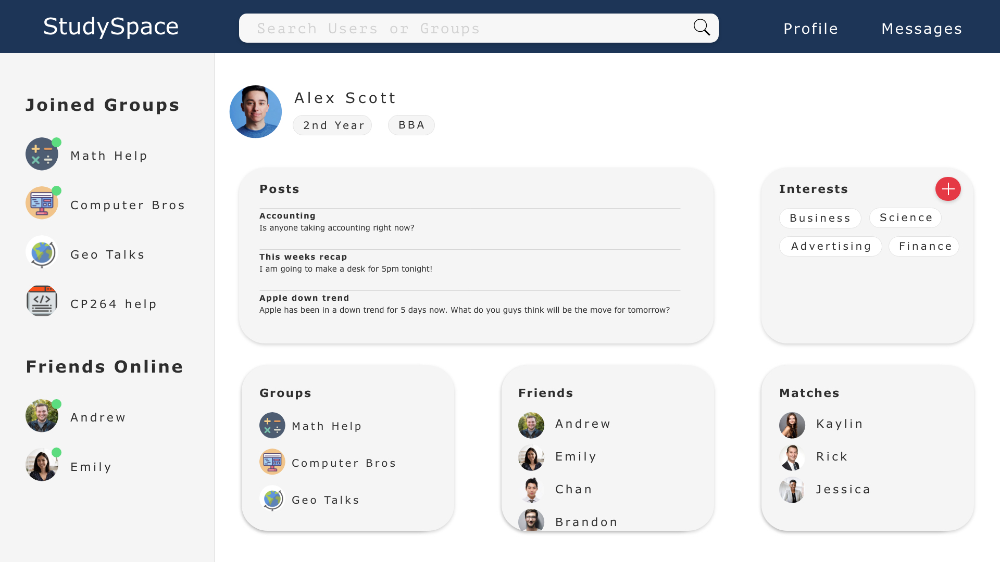 StudySpace
Search Users or Groups
Profile
Messages
Joined Groups
Math Help
Computer Bros
Geo Talks
CP264 help
Friends Online
Andrew
Emily
Alex Scott
2nd Year
BBA
Posts
Accounting
Is anyone taking accounting right now?
This weeks recap
I am going to make a desk for 5pm tonight!
Apple down trend
Apple has been in a down trend for 5 days now. What do you guys think will be the move for tomorrow?
Interests
Business
Science
Advertising
Finance
Groups
Math Help
Computer Bros
Geo Talks
Friends
Andrew
Emily
Chan
Brandon
Matches
Kaylin
Rick
Jessica